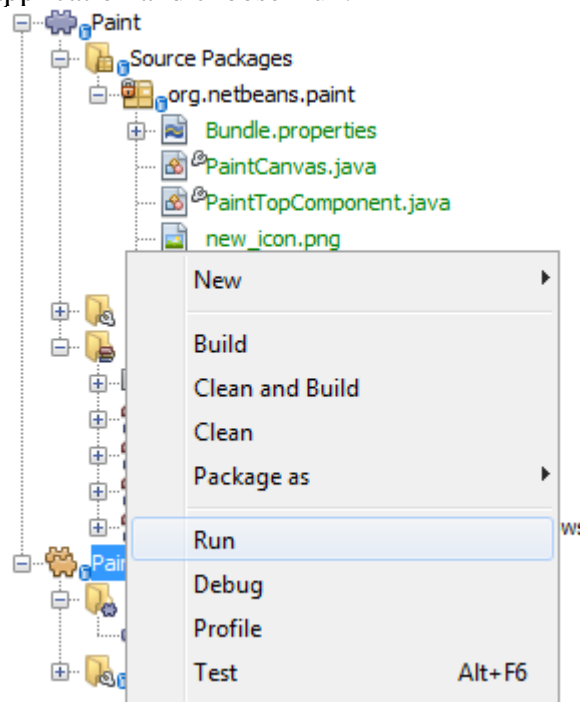 Paint
Source Packages
org.netbeans.paint
Bundle.properties
PaintCanvas.java
PaintTopComponent.java
new_icon.png
New
Build
Clean and Build
Clean
Package as
Run
Debug
Profile
Test Alt+F6